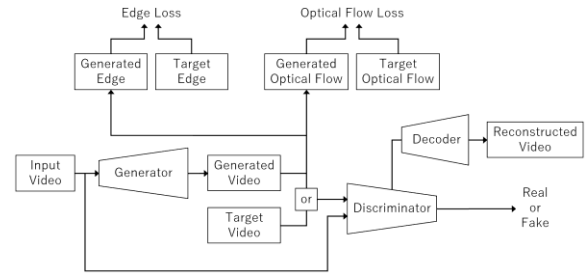 Edge Loss
Optical Flow Loss
Generated
Edge
Target
Edge
Generated
Optical Flow
Target
Optical Flow
Decoder
Reconstructed
Video
Input
Video
Generator
Generated
Video
or
Target
Video
Discriminator
Real
or
Fake